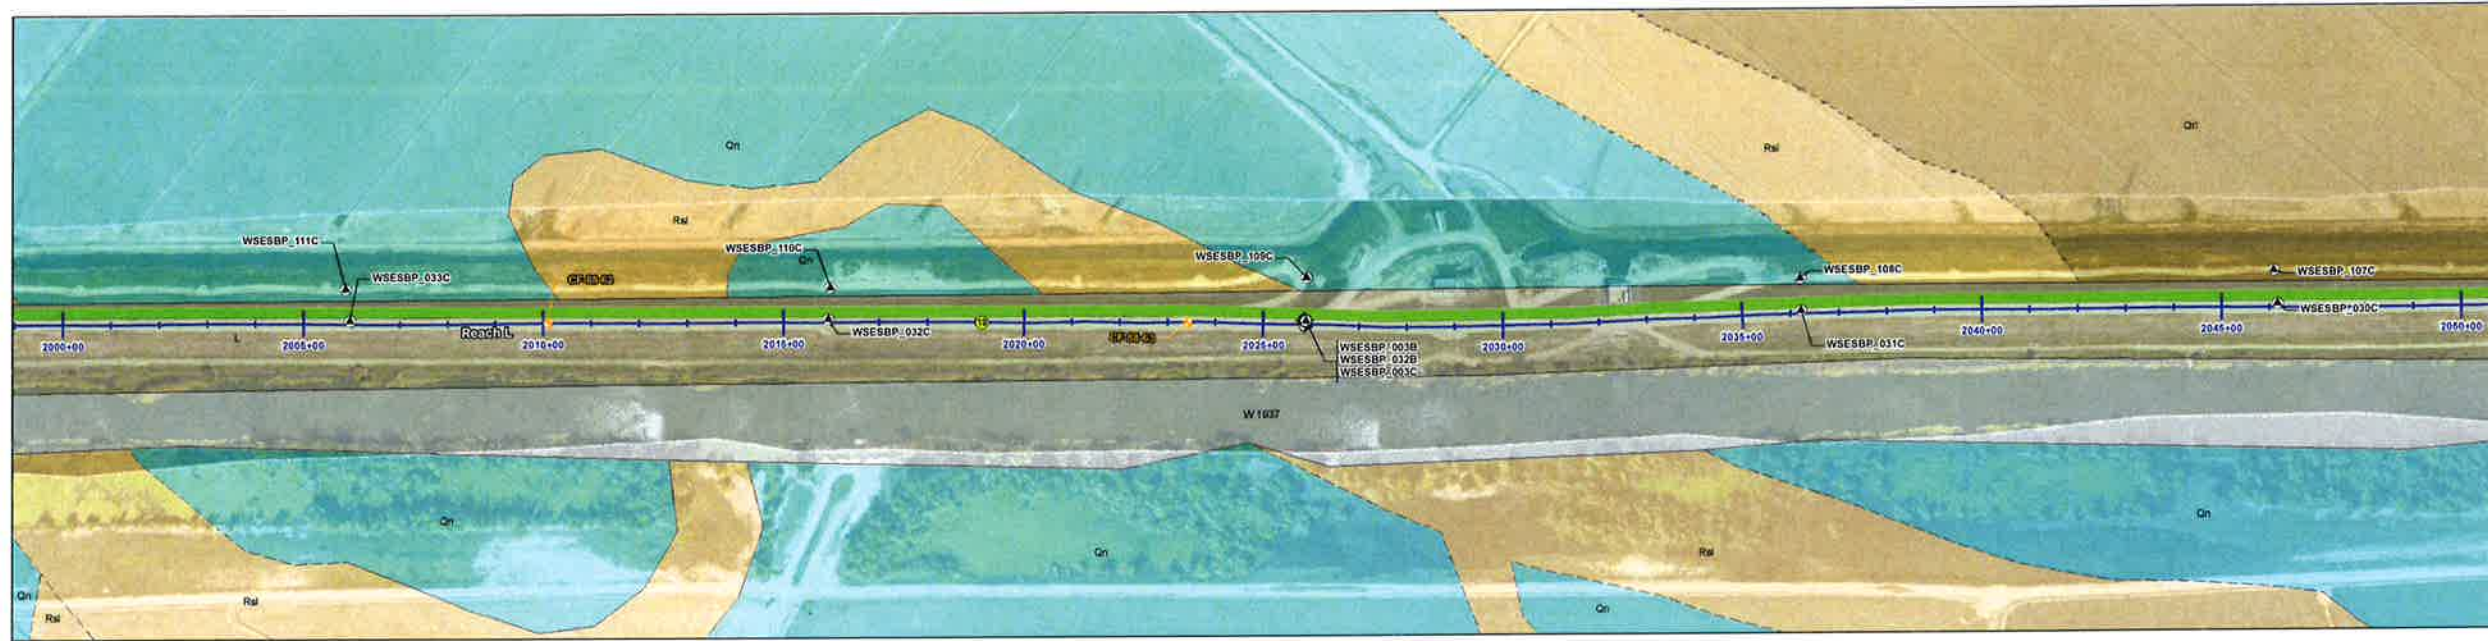 Qn
Rsl
Qn
Qn
Rsl
WSESBP_111C
WSESBP_033C
WSESBP_110C
WSESBP_109C
WSESBP_108C
WSESBP_107C
WSESBP_032C
WSESBP_030C
WSESBP_031C
WSESBP_003B
WSESBP_032B
WSESBP_003C
Reach L
L
2000+00
2005+00
2010+00
2015+00
2020+00
2025+00
2030+00
2035+00
2040+00
2045+00
2050+00
W 1937
Qn
Qn
Qn
Rsl
Rsl
Qn
Qn
Rsl